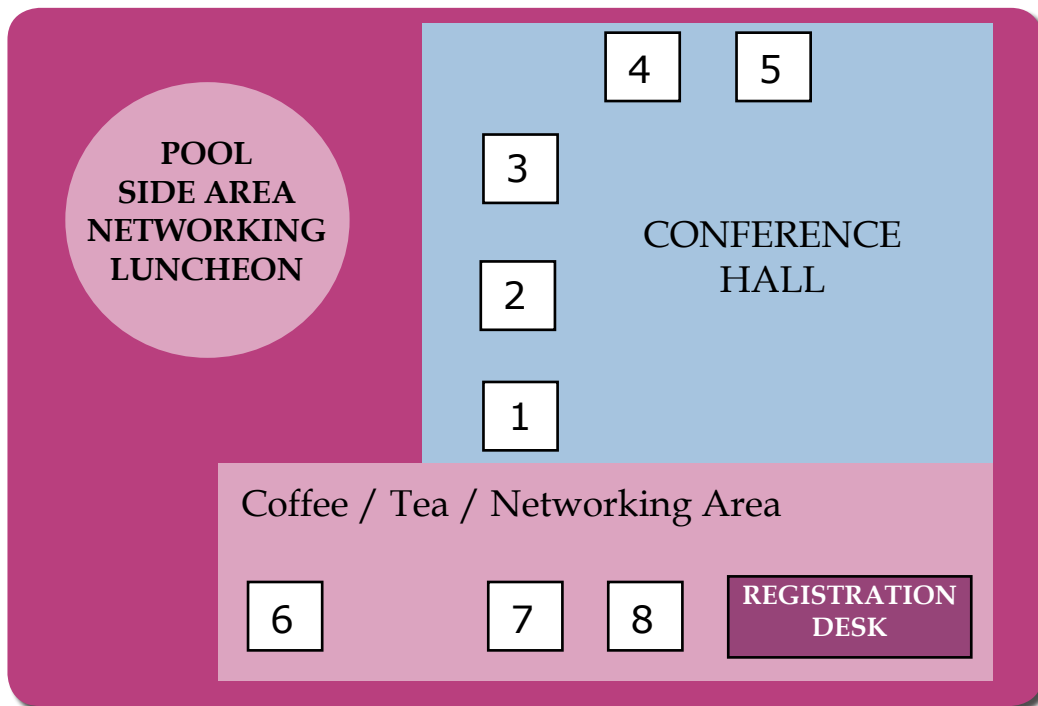 4
5
3
POOL
SIDE AREA
NETWORKING
LUNCHEON
CONFERENCE
HALL
2
1
Coffee / Tea / Networking Area
6
7
8
REGISTRATION
DESK